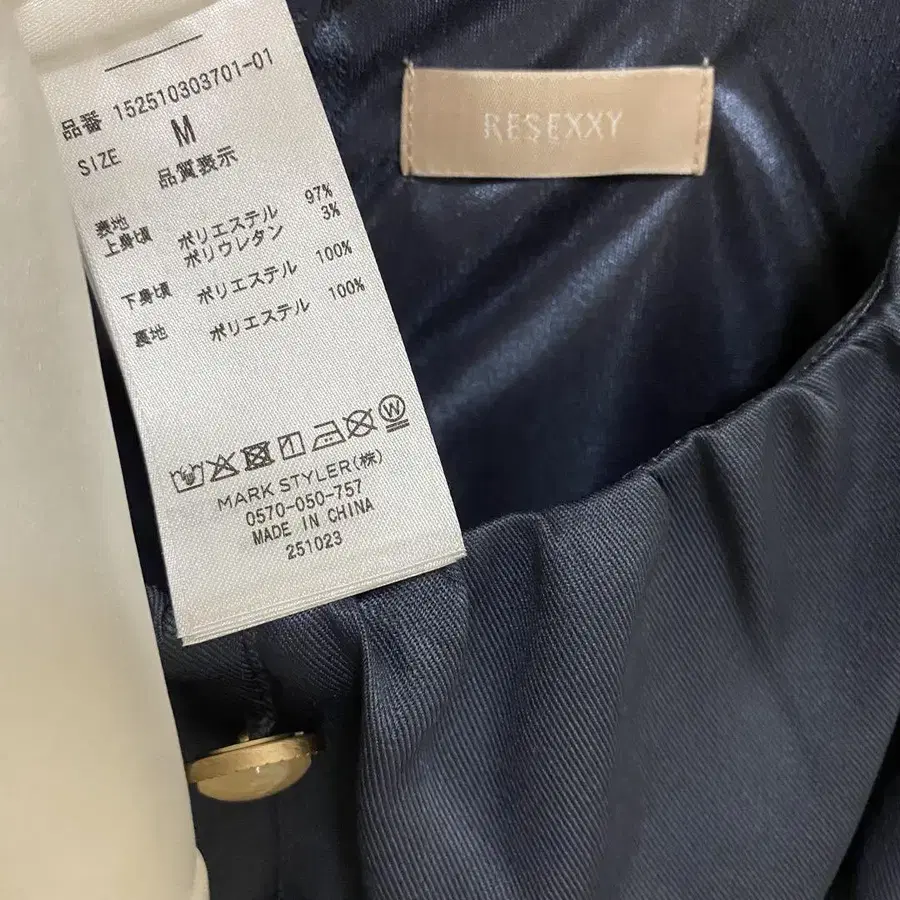 品番 152510303701-01
SIZE M
品質表示
表地
上身頃 ポリエステル 97%
ポリウレタン 3%
下身頃 ポリエステル 100%
裏地 ポリエステル 100%
W
MARK STYLER(株)
0570-050-757
MADE IN CHINA
251023
RESEXXY